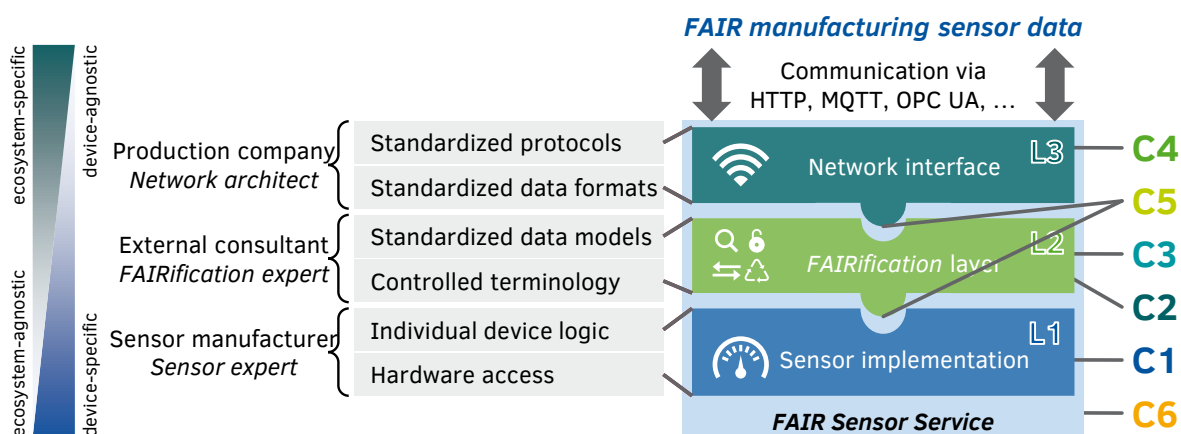 FAIR manufacturing sensor data
Communication via
HTTP, MQTT, OPC UA, …
ecosystem-specific
device-agnostic
ecosystem-agnostic
device-specific
Production company
Network architect
Standardized protocols
Standardized data formats
External consultant
FAIRification expert
Standardized data models
Controlled terminology
Sensor manufacturer
Sensor expert
Individual device logic
Hardware access
Network interface
L3
FAIRification layer
L2
Sensor implementation
L1
FAIR Sensor Service
C4
C5
C3
C2
C1
C6